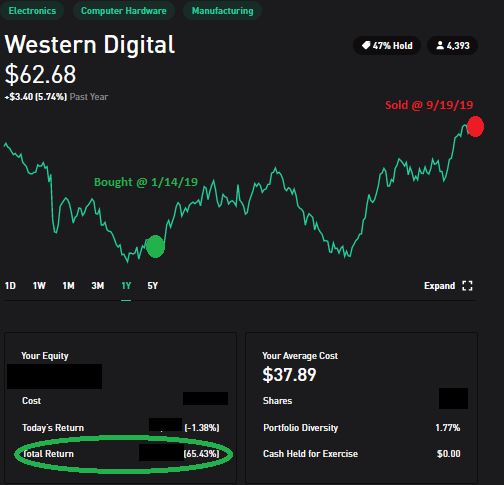 Electronics Computer Hardware Manufacturing
Western Digital 47% Hold 4,393
$62.68
+$3.40 (5.74%) Past Year
Sold @ 9/19/19
Bought @ 1/14/19
1D 1W 1M 3M 1Y 5Y Expand
Your Equity
Cost
Today's Return (-1.38%)
Total Return (65.43%)
Your Average Cost
$37.89
Shares
Portfolio Diversity 1.77%
Cash Held for Exercise $0.00